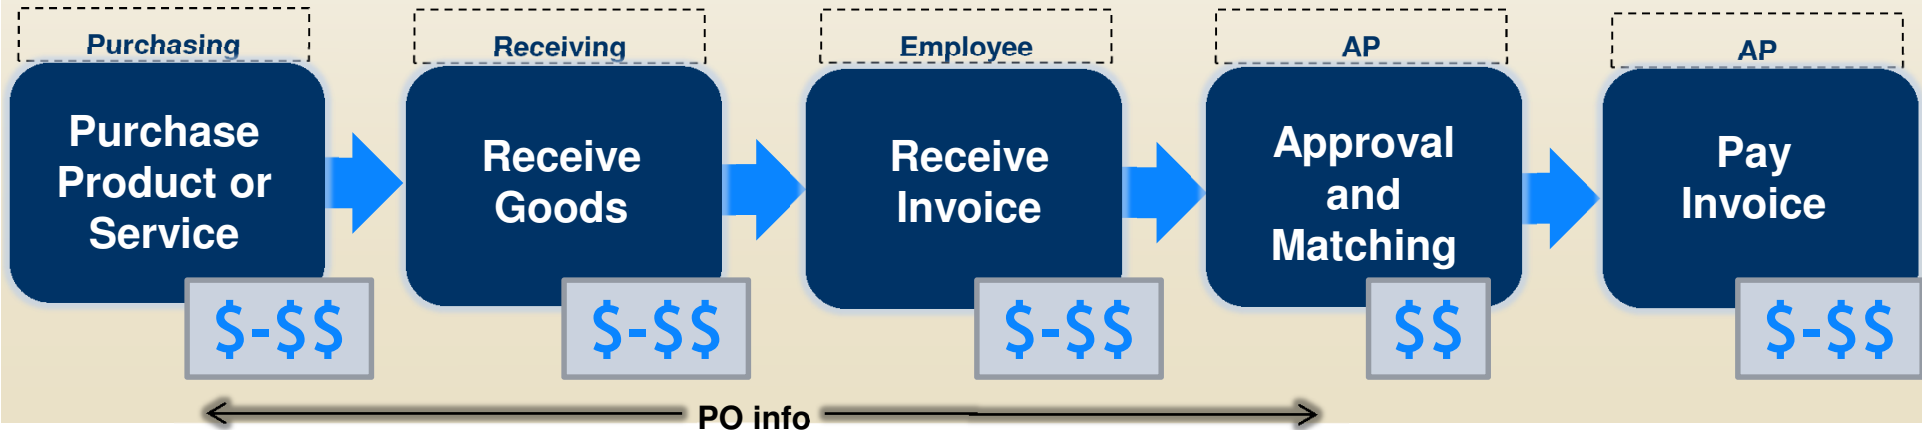 Purchasing
Receiving
Employee
AP
AP
Purchase
Product or
Service
Receive
Goods
Receive
Invoice
Approval
and
Matching
Pay
Invoice
$-$$
$-$$
$-$$
$$
$-$$
PO info